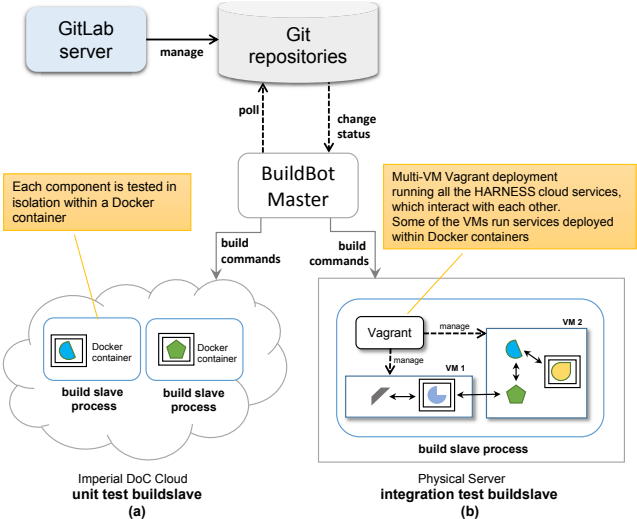 GitLab
server
manage
Git
repositories
poll
change
status
BuildBot
Master
Each component is tested in
isolation within a Docker
container
Multi-VM Vagrant deployment
running all the HARNESS cloud services,
which interact with each other.
Some of the VMs run services deployed
within Docker containers
build
commands
build
commands
Docker
container
Docker
container
build slave
process
build slave
process
Vagrant
manage
manage
VM 2
VM 1
build slave process
Imperial DoC Cloud
unit test buildslave
(a)
Physical Server
integration test buildslave
(b)